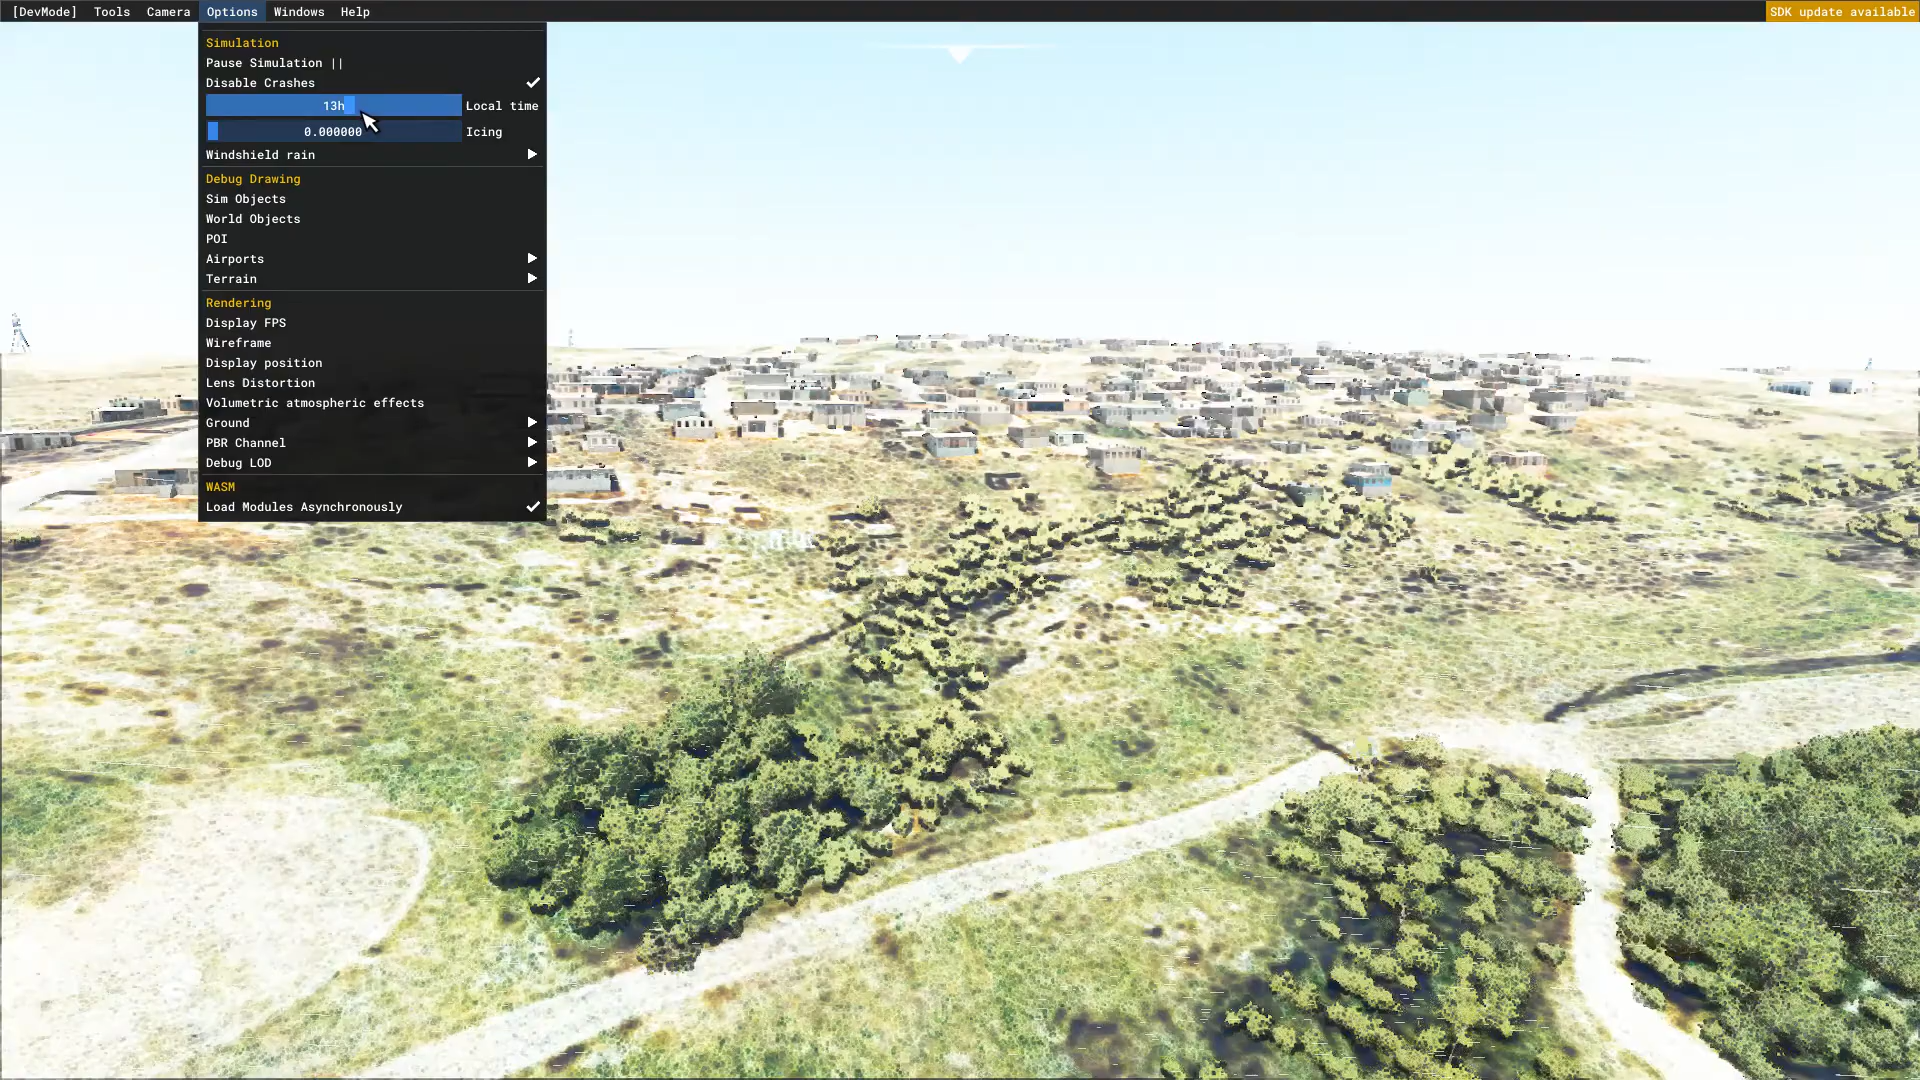 [DevMode] Tools Camera Options Windows Help SDK update available
Simulation
Pause Simulation ||
Disable Crashes
13h Local time
0.000000 Icing
Windshield rain
Debug Drawing
Sim Objects
World Objects
POI
Airports
Terrain
Rendering
Display FPS
Wireframe
Display position
Lens Distortion
Volumetric atmospheric effects
Ground
PBR Channel
Debug LOD
WASM
Load Modules Asynchronously